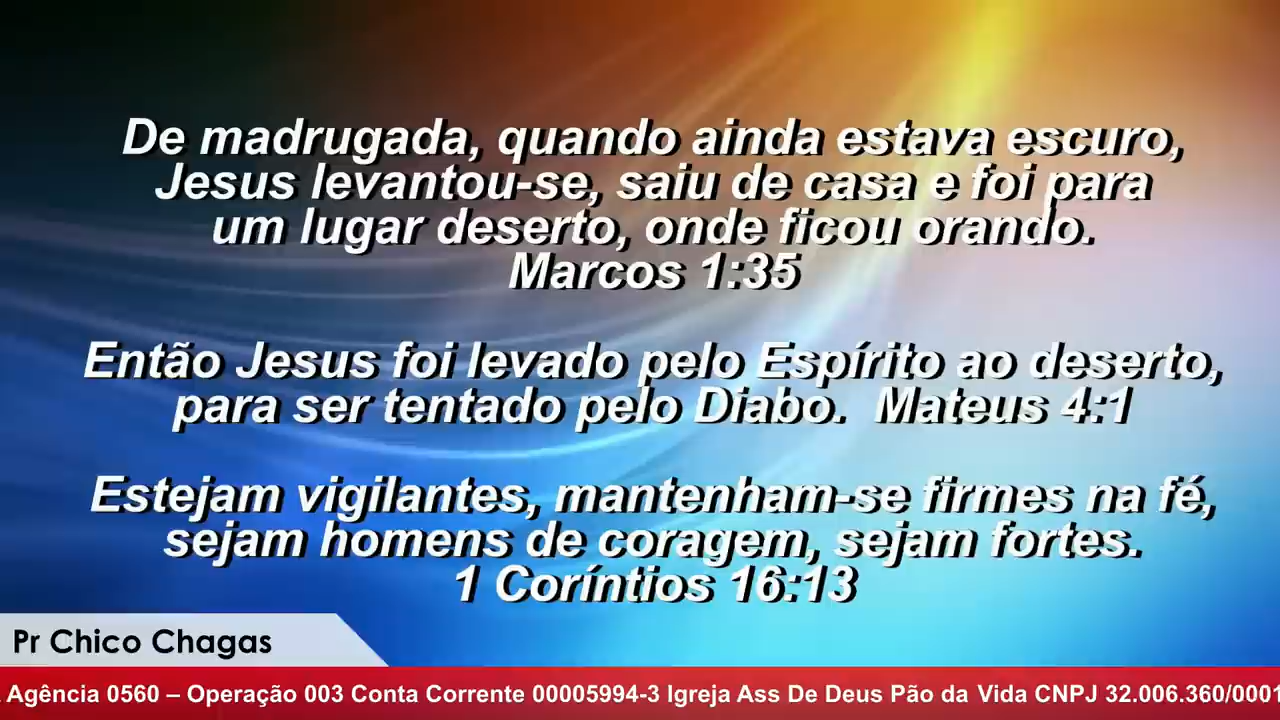 De madrugada, quando ainda estava escuro,
Jesus levantou-se, saiu de casa e foi para
um lugar deserto, onde ficou orando.
Marcos 1:35
Então Jesus foi levado pelo Espírito ao deserto,
para ser tentado pelo Diabo. Mateus 4:1
Estejam vigilantes, mantenham-se firmes na fé,
sejam homens de coragem, sejam fortes.
1 Coríntios 16:13
Pr Chico Chagas
Agência 0560 – Operação 003 Conta Corrente 00005994-3 Igreja Ass De Deus Pão da Vida CNPJ 32.006.360/0001